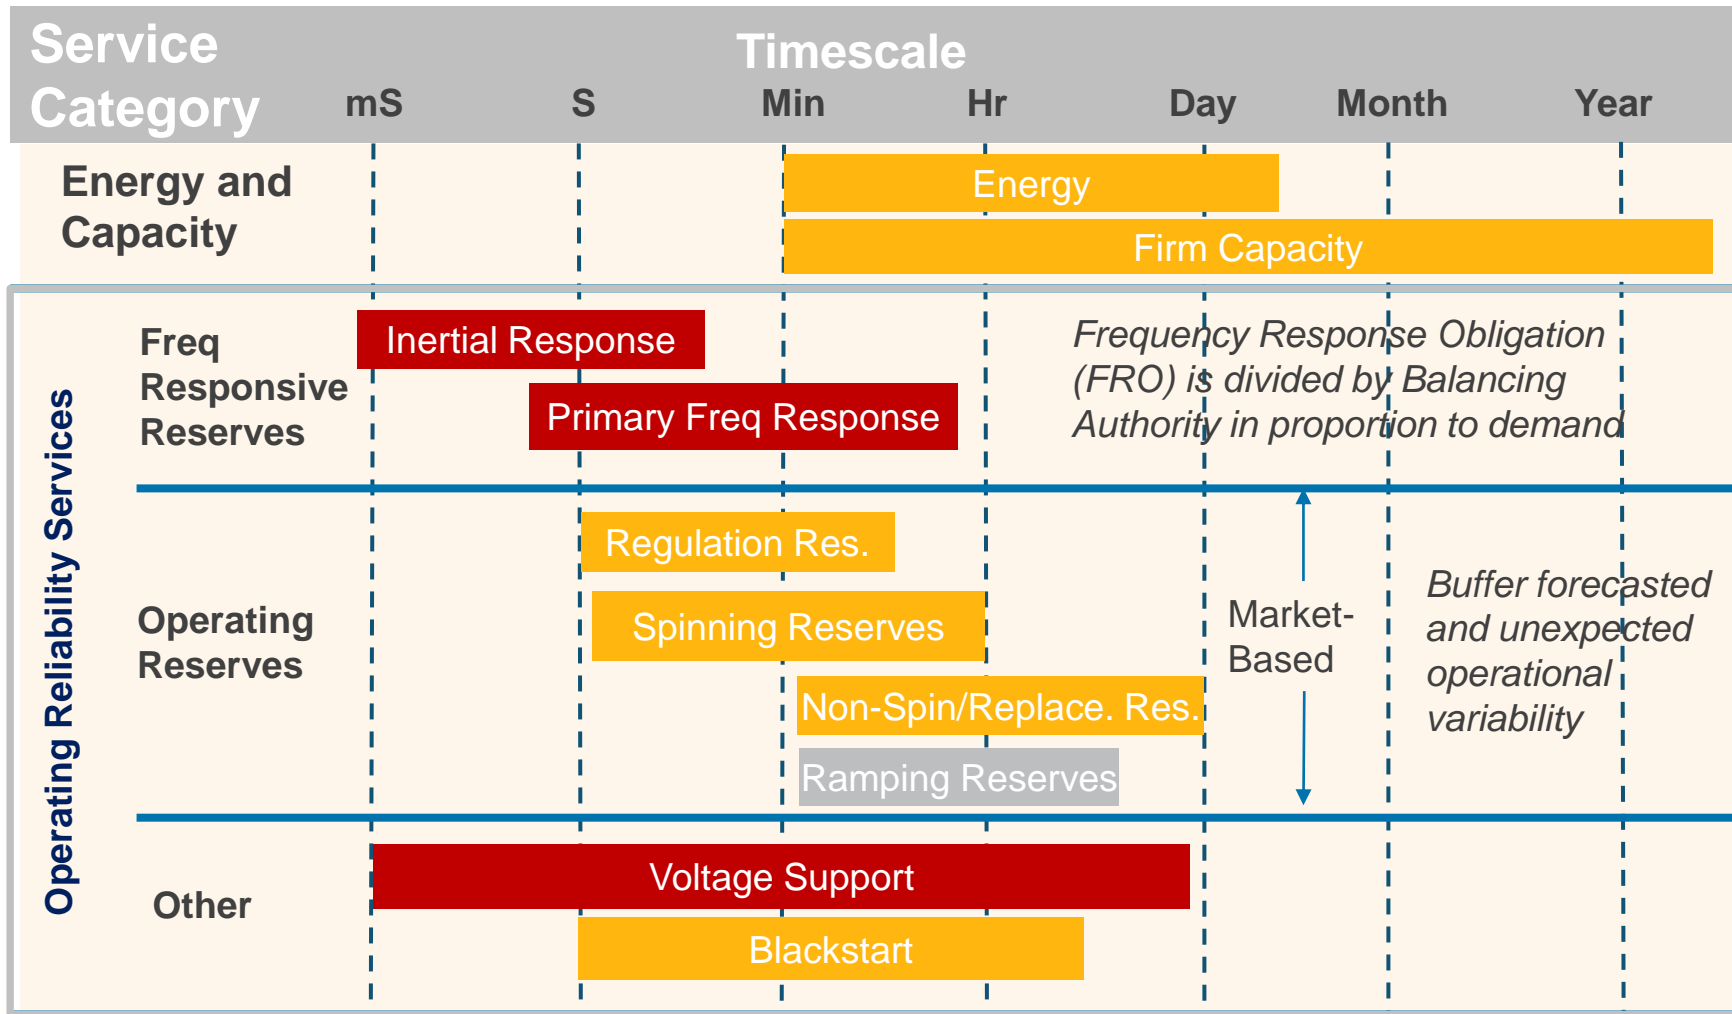 Service
Category
Timescale
mS S Min Hr Day Month Year
Energy and
Capacity
Energy
Firm Capacity
Operating Reliability Services
Freq
Responsive
Reserves
Inertial Response
Primary Freq Response
Frequency Response Obligation
(FRO) is divided by Balancing
Authority in proportion to demand
Operating
Reserves
Regulation Res.
Spinning Reserves
Non-Spin/Replace. Res.
Ramping Reserves
Market-
Based
Buffer forecasted
and unexpected
operational
variability
Other
Voltage Support
Blackstart